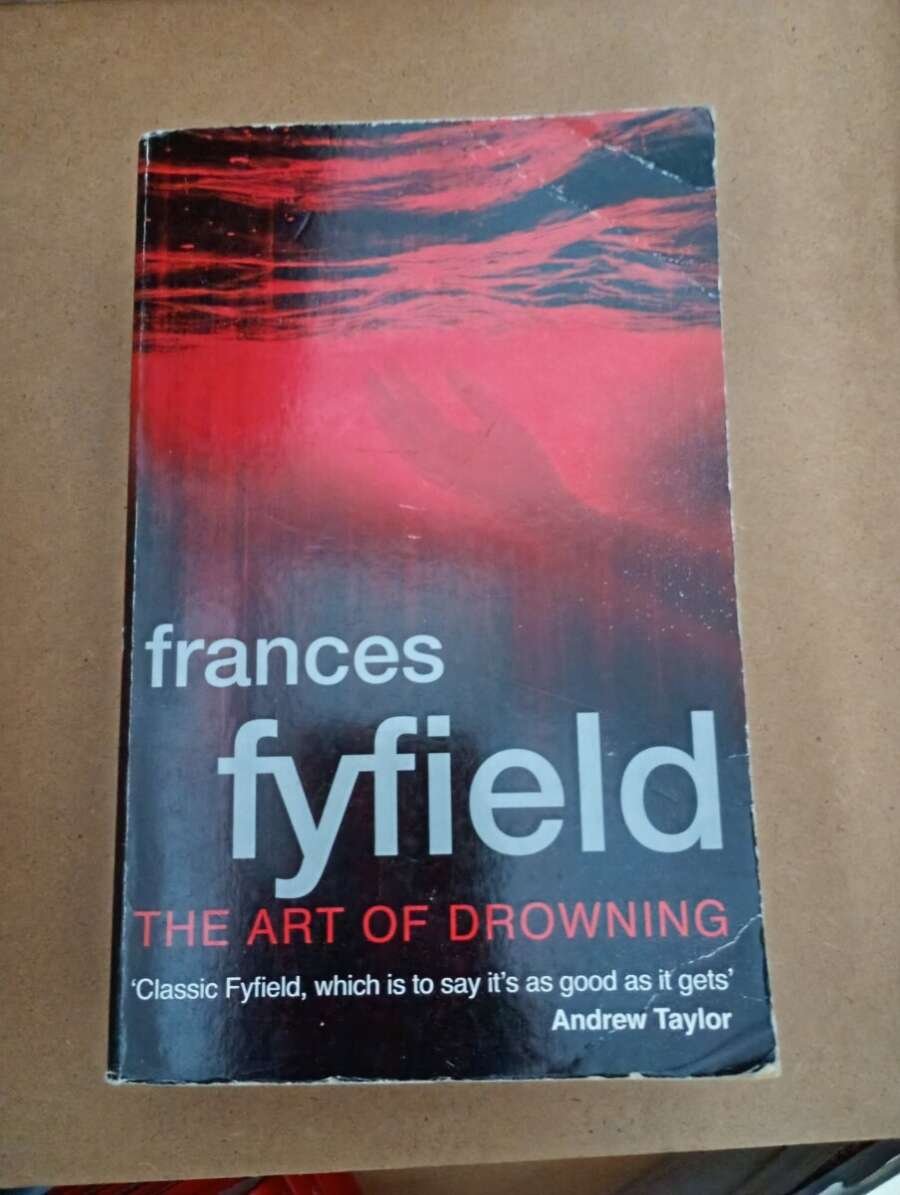 frances
fyfield
THE ART OF DROWNING
'Classic Fyfield, which is to say it's as good as it gets'
Andrew Taylor